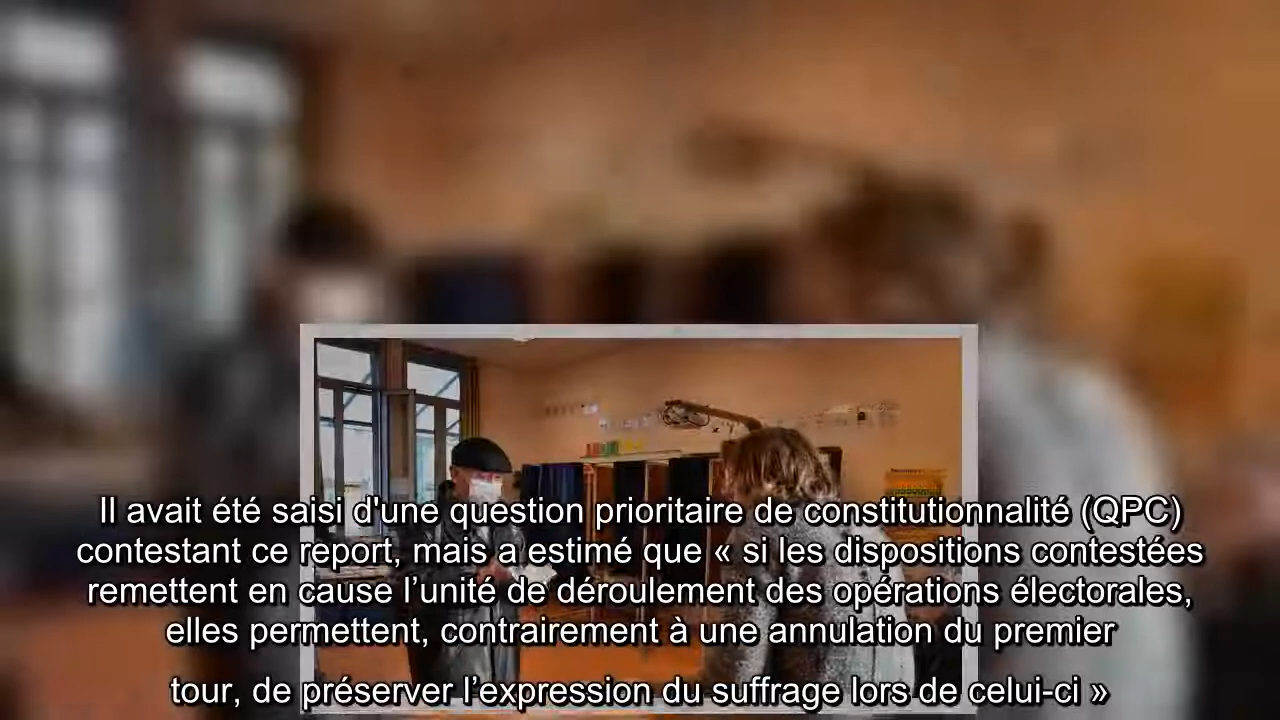 Il avait été saisi d'une question prioritaire de constitutionnalité (QPC)
contestant ce report, mais a estimé que « si les dispositions contestées
remettent en cause l’unité de déroulement des opérations électorales,
elles permettent, contrairement à une annulation du premier
tour, de préserver l’expression du suffrage lors de celui-ci »